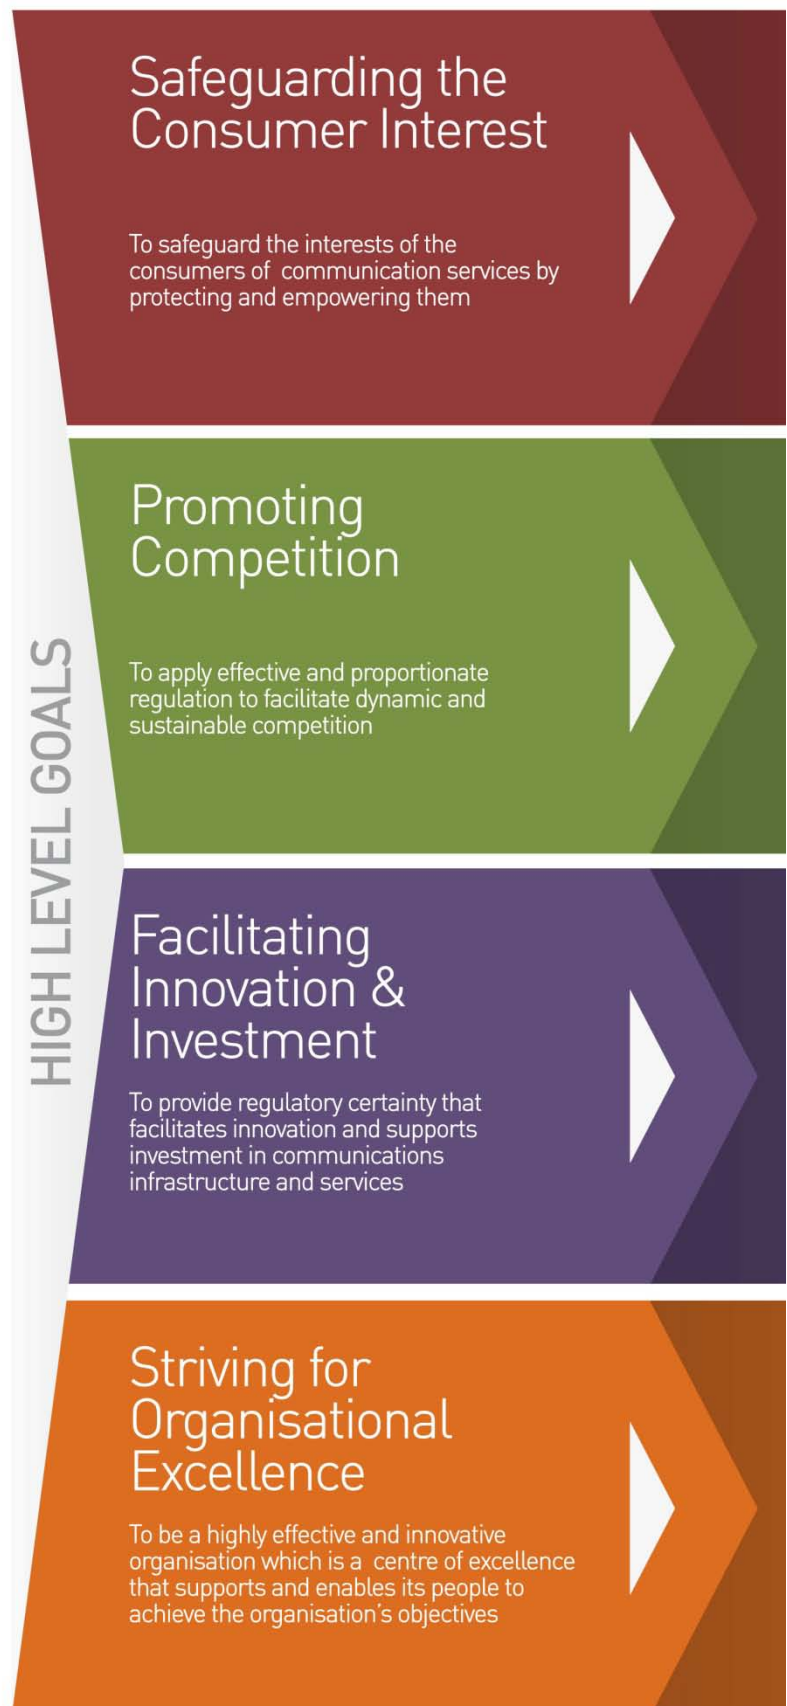 Safeguarding the
Consumer Interest
To safeguard the interests of the
consumers of communication services by
protecting and empowering them
Promoting
Competition
To apply effective and proportionate
regulation to facilitate dynamic and
sustainable competition
HIGH LEVEL GOALS
Facilitating
Innovation &
Investment
To provide regulatory certainty that
facilitates innovation and supports
investment in communications
infrastructure and services
Striving for
Organisational
Excellence
To be a highly effective and innovative
organisation which is a centre of excellence
that supports and enables its people to
achieve the organisation's objectives